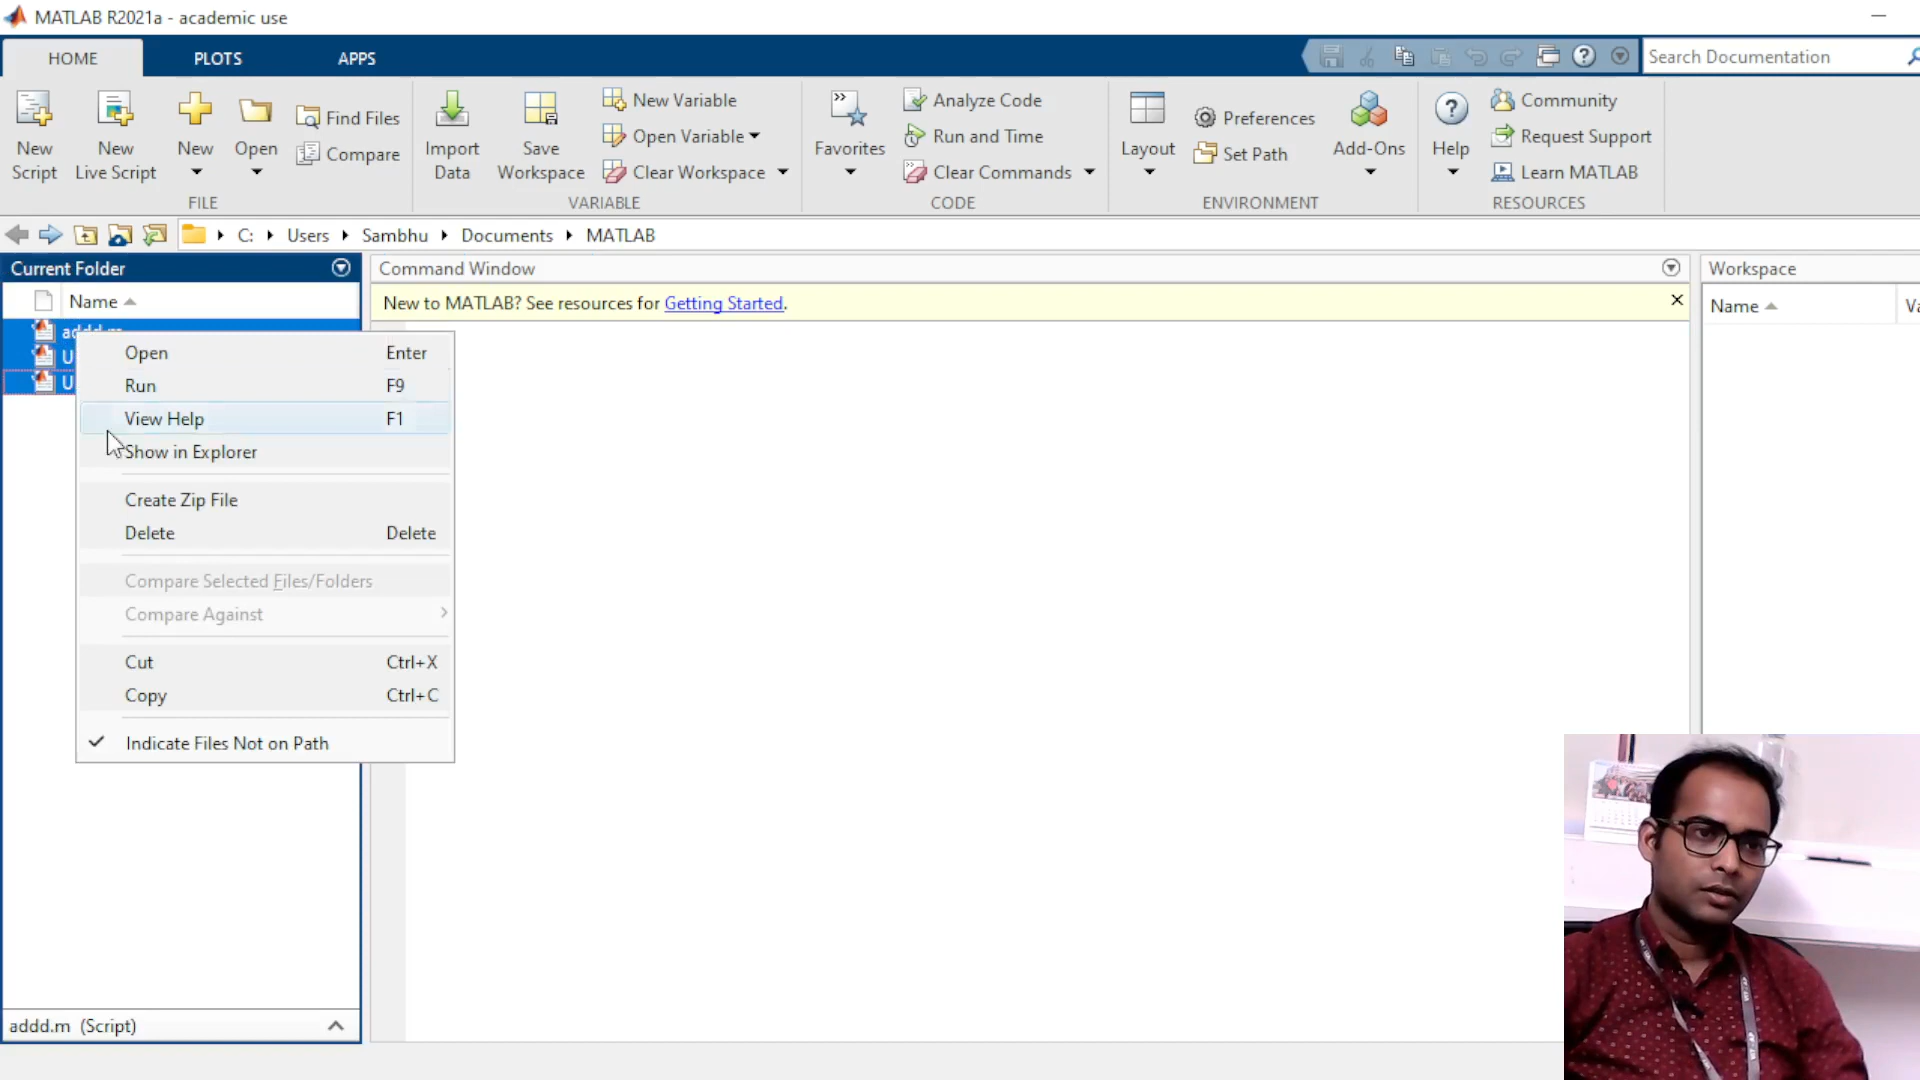 MATLAB R2021a - academic use
HOME PLOTS APPS
Search Documentation
New Script
New Live Script
New
Open
Find Files
Compare
FILE
Import Data
Save Workspace
New Variable
Open Variable
Clear Workspace
VARIABLE
Favorites
Analyze Code
Run and Time
Clear Commands
CODE
Layout
Preferences
Set Path
Add-Ons
ENVIRONMENT
Help
Community
Request Support
Learn MATLAB
RESOURCES
C: Users Sambhu Documents MATLAB
Current Folder
Name
addd.m
Open Enter
Run F9
View Help F1
Show in Explorer
Create Zip File
Delete Delete
Compare Selected Files/Folders
Compare Against
Cut Ctrl+X
Copy Ctrl+C
Indicate Files Not on Path
addd.m (Script)
Command Window
New to MATLAB? See resources for Getting Started.
Workspace
Name